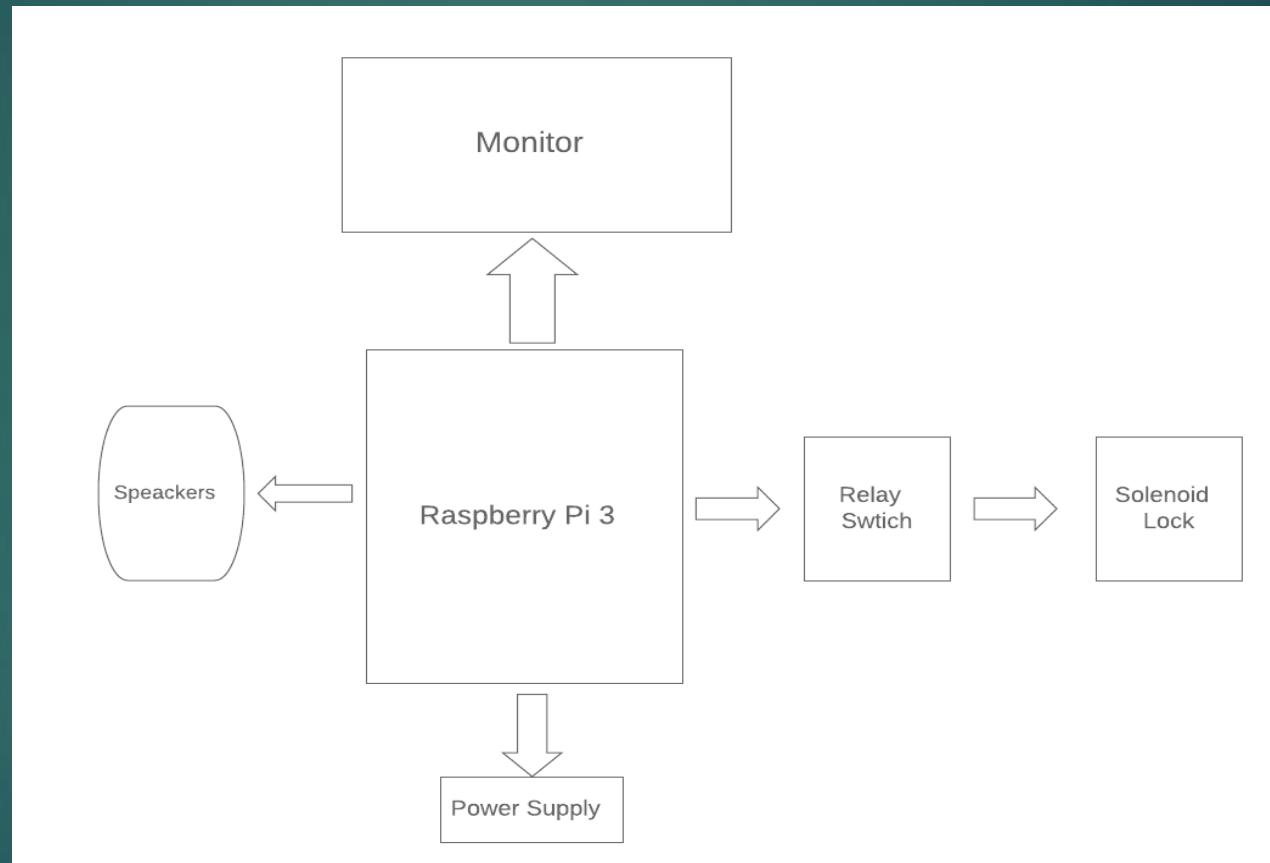 Monitor
Speackers
Raspberry Pi 3
Relay
Swtich
Solenoid
Lock
Power Supply